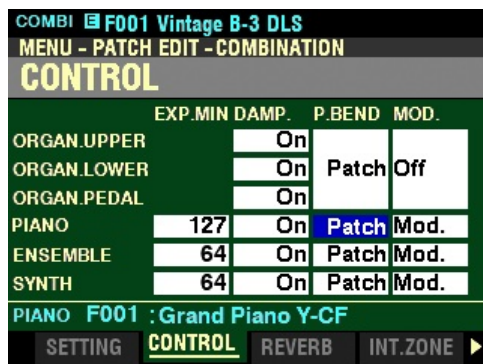 COMBI E F001 Vintage B-3 DLS
MENU - PATCH EDIT - COMBINATION
CONTROL
EXP.MIN DAMP. P.BEND MOD.
ORGAN.UPPER On
ORGAN.LOWER On Patch Off
ORGAN.PEDAL On
PIANO 127 On Patch Mod.
ENSEMBLE 64 On Patch Mod.
SYNTH 64 On Patch Mod.
PIANO F001 :Grand Piano Y-CF
SETTING CONTROL REVERB INT.ZONE